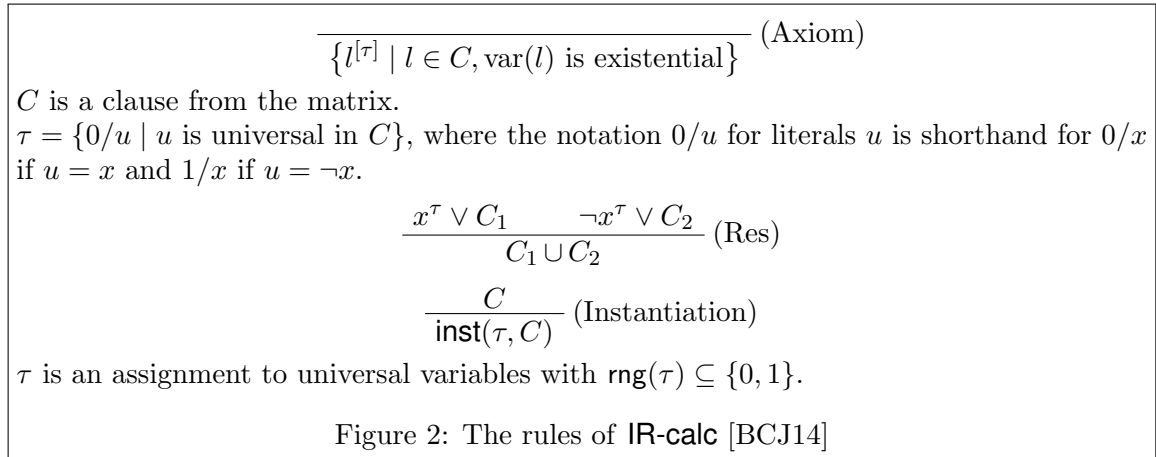 {l^{[τ]} | l ∈ C, var(l) is existential} (Axiom)
C is a clause from the matrix.
τ = {0/u | u is universal in C}, where the notation 0/u for literals u is shorthand for 0/x
if u = x and 1/x if u = ¬x.
x^τ ∨ C₁    ¬x^τ ∨ C₂
C₁ ∪ C₂ (Res)
C
inst(τ, C) (Instantiation)
τ is an assignment to universal variables with rng(τ) ⊆ {0, 1}.
Figure 2: The rules of IR-calc [BCJ14]